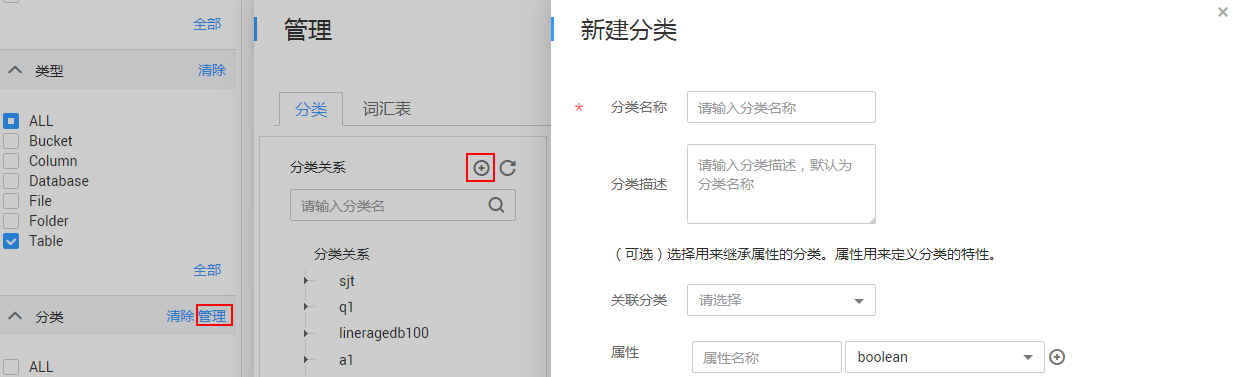 全部
类型 清除
ALL
Bucket
Column
Database
File
Folder
Table
全部
分类 清除 管理
ALL
管理
分类 词汇表
分类关系
请输入分类名
分类关系
sjt
q1
lineragedb100
a1
新建分类
* 分类名称 请输入分类名称
分类描述 请输入分类描述，默认为
分类名称
（可选）选择用来继承属性的分类。属性用来定义分类的特性。
关联分类 请选择
属性 属性名称 boolean